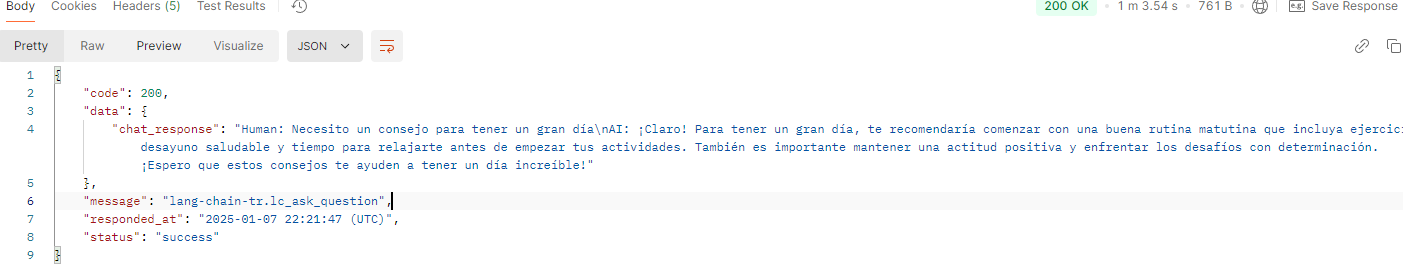 Body Cookies Headers (5) Test Results 200 OK • 1 m 3.54 s • 761 B • e.g. Save Response
Pretty Raw Preview Visualize JSON
1 {
2 "code": 200,
3 "data": {
4 "chat_response": "Human: Necesito un consejo para tener un gran día\nAI: ¡Claro! Para tener un gran día, te recomendaría comenzar con una buena rutina matutina que incluya ejercici
desayuno saludable y tiempo para relajarte antes de empezar tus actividades. También es importante mantener una actitud positiva y enfrentar los desafíos con determinación.
¡Espero que estos consejos te ayuden a tener un día increíble!"
5 },
6 "message": "lang-chain-tr.lc_ask_question",
7 "responded_at": "2025-01-07 22:21:47 (UTC)",
8 "status": "success"
9 }